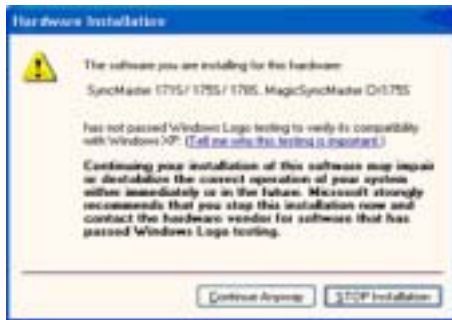 Hardware Installation
The software you are installing for this hardware:
SyncMaster 171S/ 175S/ 178S, MagicSyncMaster
has not passed Windows Logo testing to verify its compatibility
with Windows XP. (Tell me why this testing is important.)
Continuing your installation of this software may impair
or destabilize the correct operation of your system
either immediately or in the future. Microsoft strongly
recommends that you stop this installation now and
contact the hardware vendor for software that has
passed Windows Logo testing.
Continue Anyway
STOP Installation